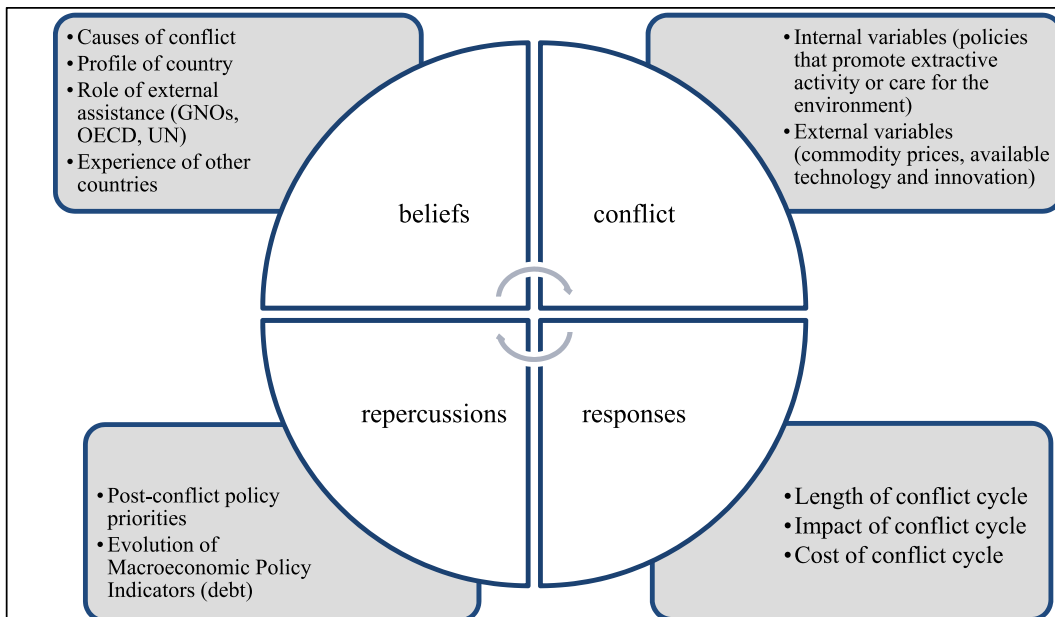 • Causes of conflict
• Profile of country
• Role of external
assistance (GNOs,
OECD, UN)
• Experience of other
countries
• Internal variables (policies
that promote extractive
activity or care for the
environment)
• External variables
(commodity prices, available
technology and innovation)
beliefs
conflict
repercussions
responses
• Post-conflict policy
priorities
• Evolution of
Macroeconomic Policy
Indicators (debt)
• Length of conflict cycle
• Impact of conflict cycle
• Cost of conflict cycle